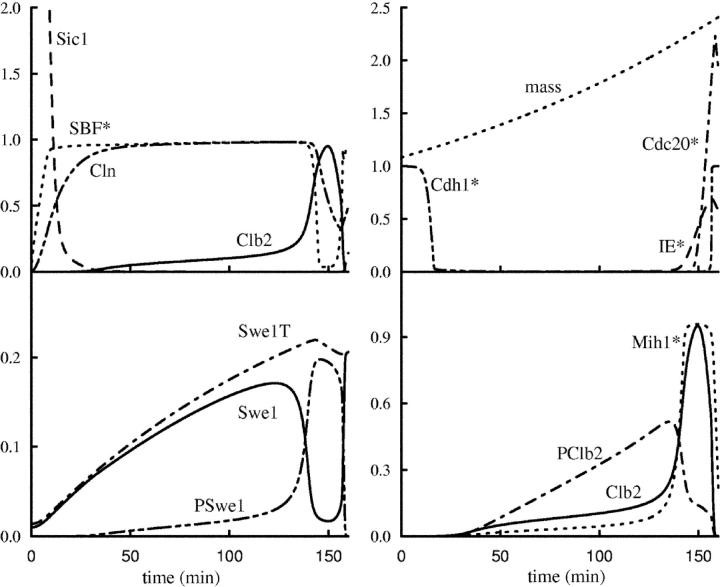 2.0
1.5
1.0
0.5
0.0
Sic1
SBF*
Cln
Clb2
2.5
2.0
1.5
1.0
0.5
0.0
mass
Cdc20*
Cdh1*
IE*
0.2
0.1
0.0
Swe1T
Swe1
PSwe1
0 50 100 150
time (min)
0.9
0.6
0.3
0.0
Mih1*
PClb2
Clb2
0 50 100 150
time (min)